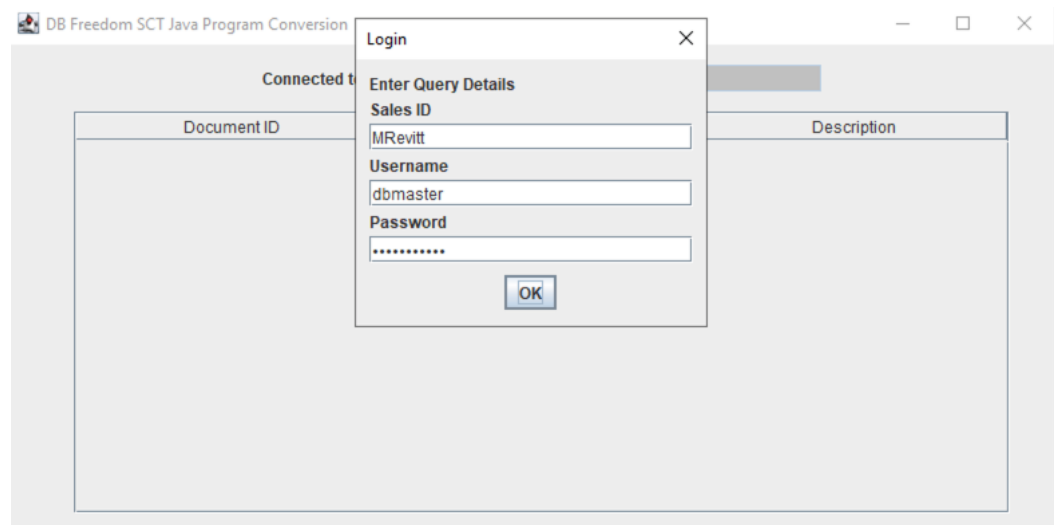 DB Freedom SCT Java Program Conversion
Login
Connected t
Enter Query Details
Sales ID
MRevitt
Document ID
Description
Username
dbmaster
Password
•••••••••••
OK